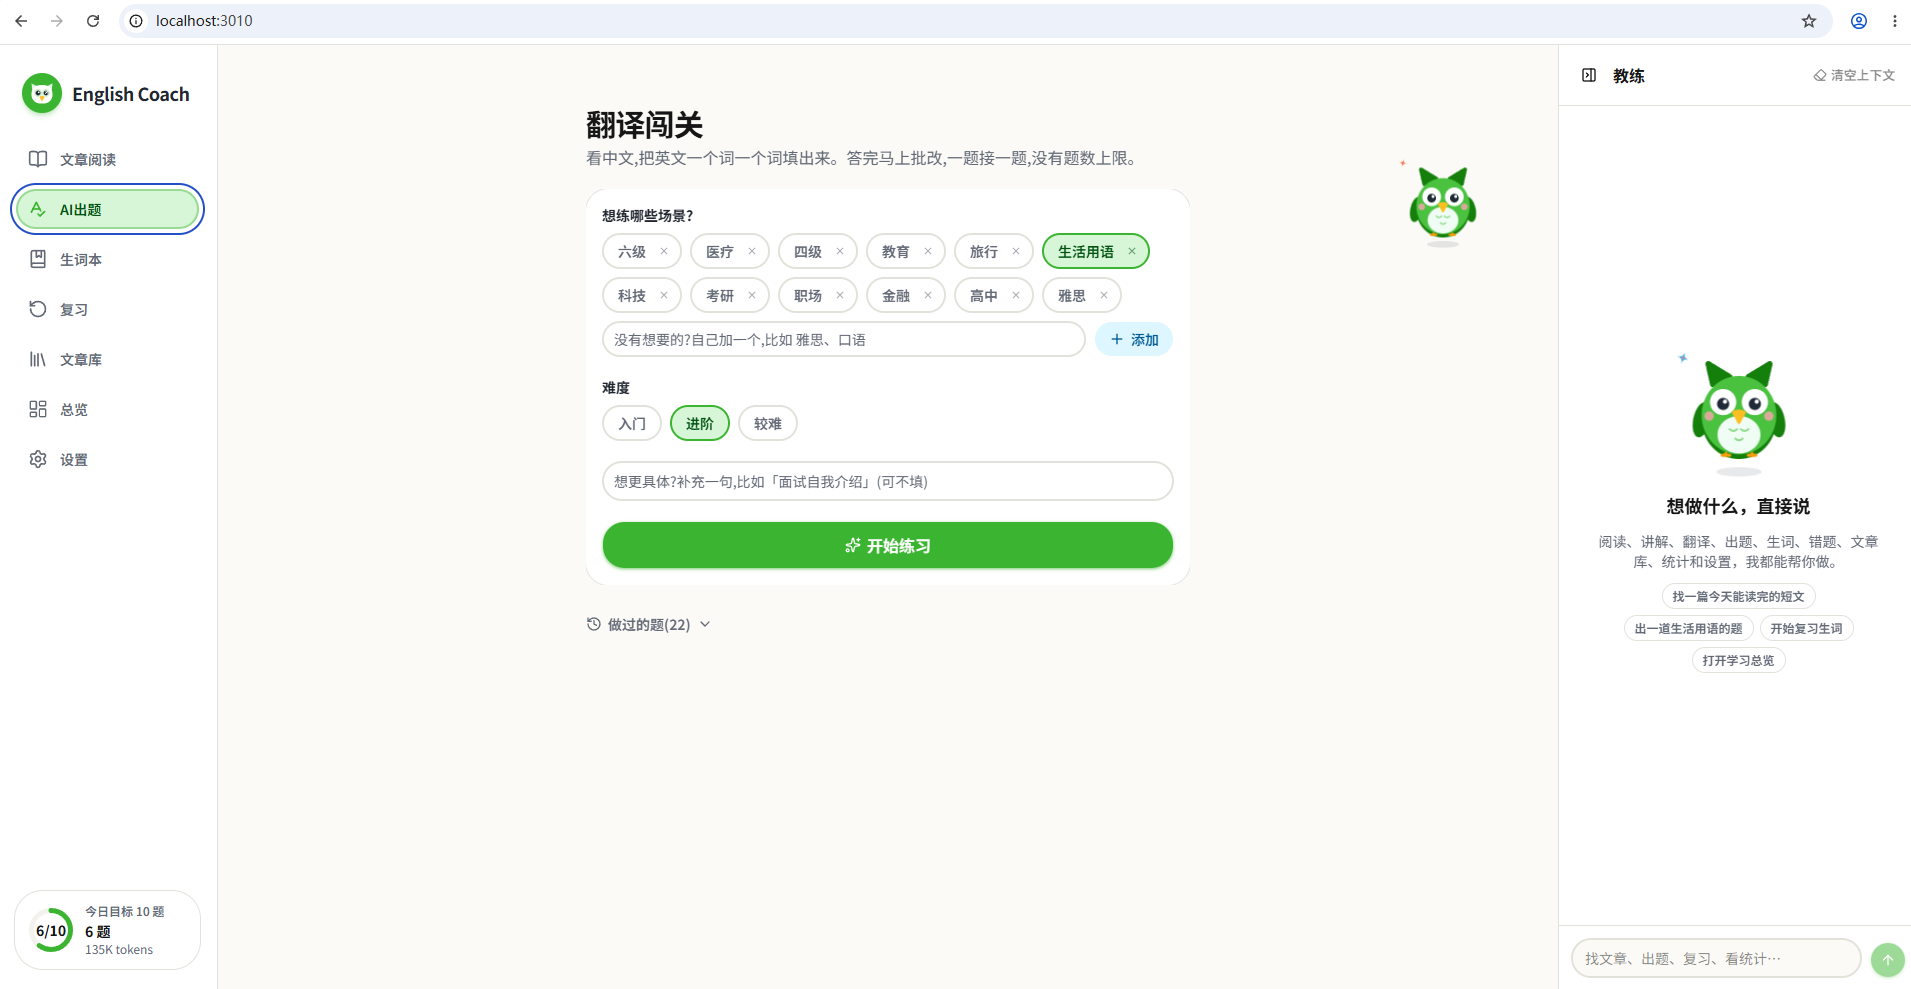 localhost:3010
English Coach
文章阅读
AI出题
生词本
复习
文章库
总览
设置
今日目标 10 题
6/10
6 题
135K tokens
翻译闯关
看中文,把英文一个词一个词填出来。答完马上批改,一题接一题,没有题数上限。
想练哪些场景?
六级 × 医疗 × 四级 × 教育 × 旅行 × 生活用语 ×
科技 × 考研 × 职场 × 金融 × 高中 × 雅思 ×
没有想要的?自己加一个,比如 雅思、口语
+ 添加
难度
入门 进阶 较难
想更具体?补充一句,比如「面试自我介绍」(可不填)
开始练习
做过的题(22)
教练
清空上下文
想做什么，直接说
阅读、讲解、翻译、出题、生词、错题、文章
库、统计和设置，我都能帮你做。
找一篇今天能读完的短文
出一道生活用语的题 开始复习生词
打开学习总览
找文章、出题、复习、看统计…